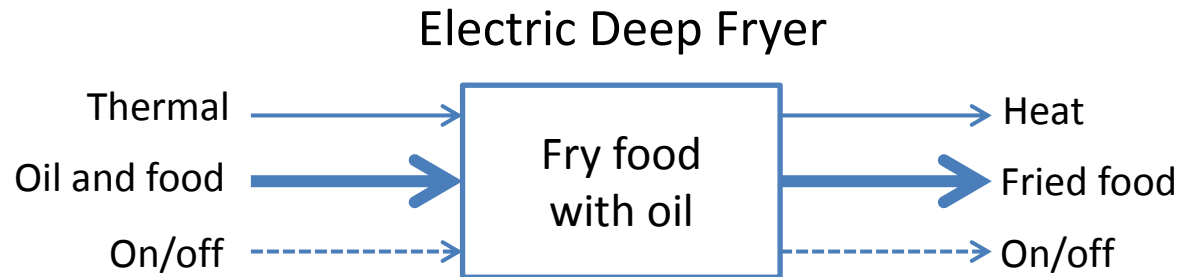 Electric Deep Fryer
Thermal
Oil and food
On/off
Fry food
with oil
Heat
Fried food
On/off